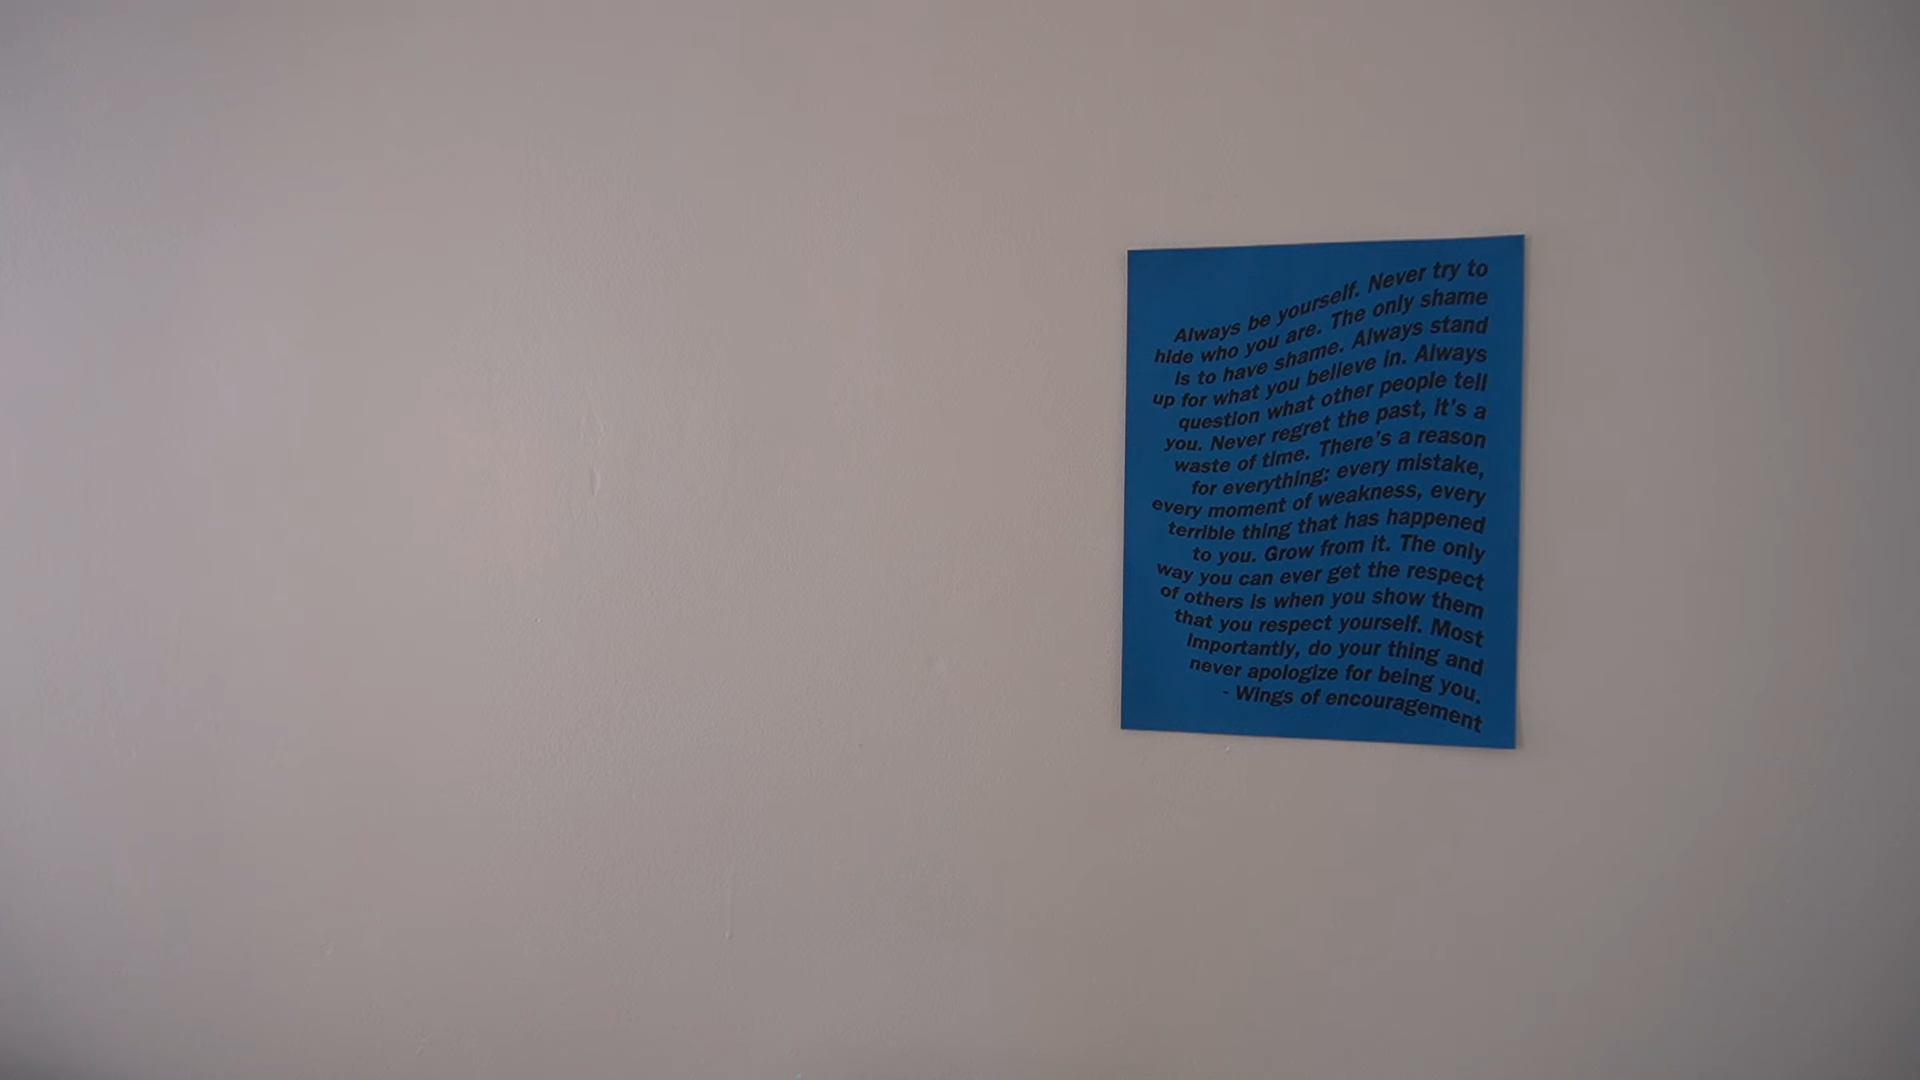 Always be yourself. Never try to
hide who you are. The only shame
is to have shame. Always stand
up for what you believe in. Always
question what other people tell
you. Never regret the past, it's a
waste of time. There's a reason
for everything: every mistake,
every moment of weakness, every
terrible thing that has happened
to you. Grow from it. The only
way you can ever get the respect
of others is when you show them
that you respect yourself. Most
importantly, do your thing and
never apologize for being you.
- Wings of encouragement